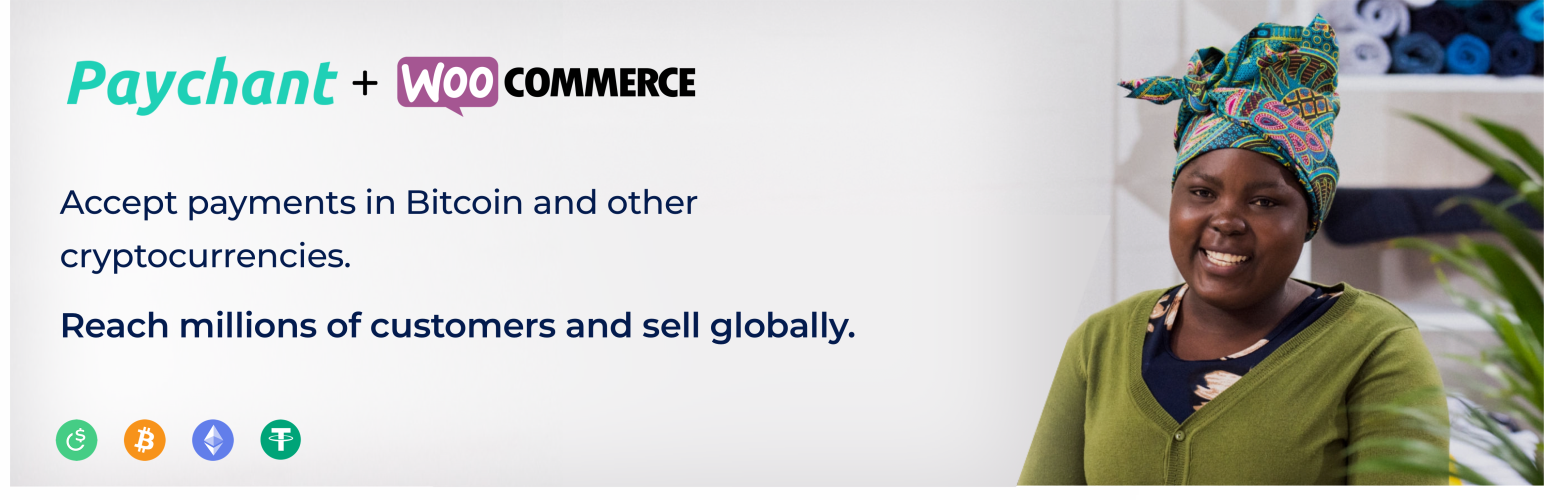 Paychant + WOO COMMERCE
Accept payments in Bitcoin and other
cryptocurrencies.
Reach millions of customers and sell globally.